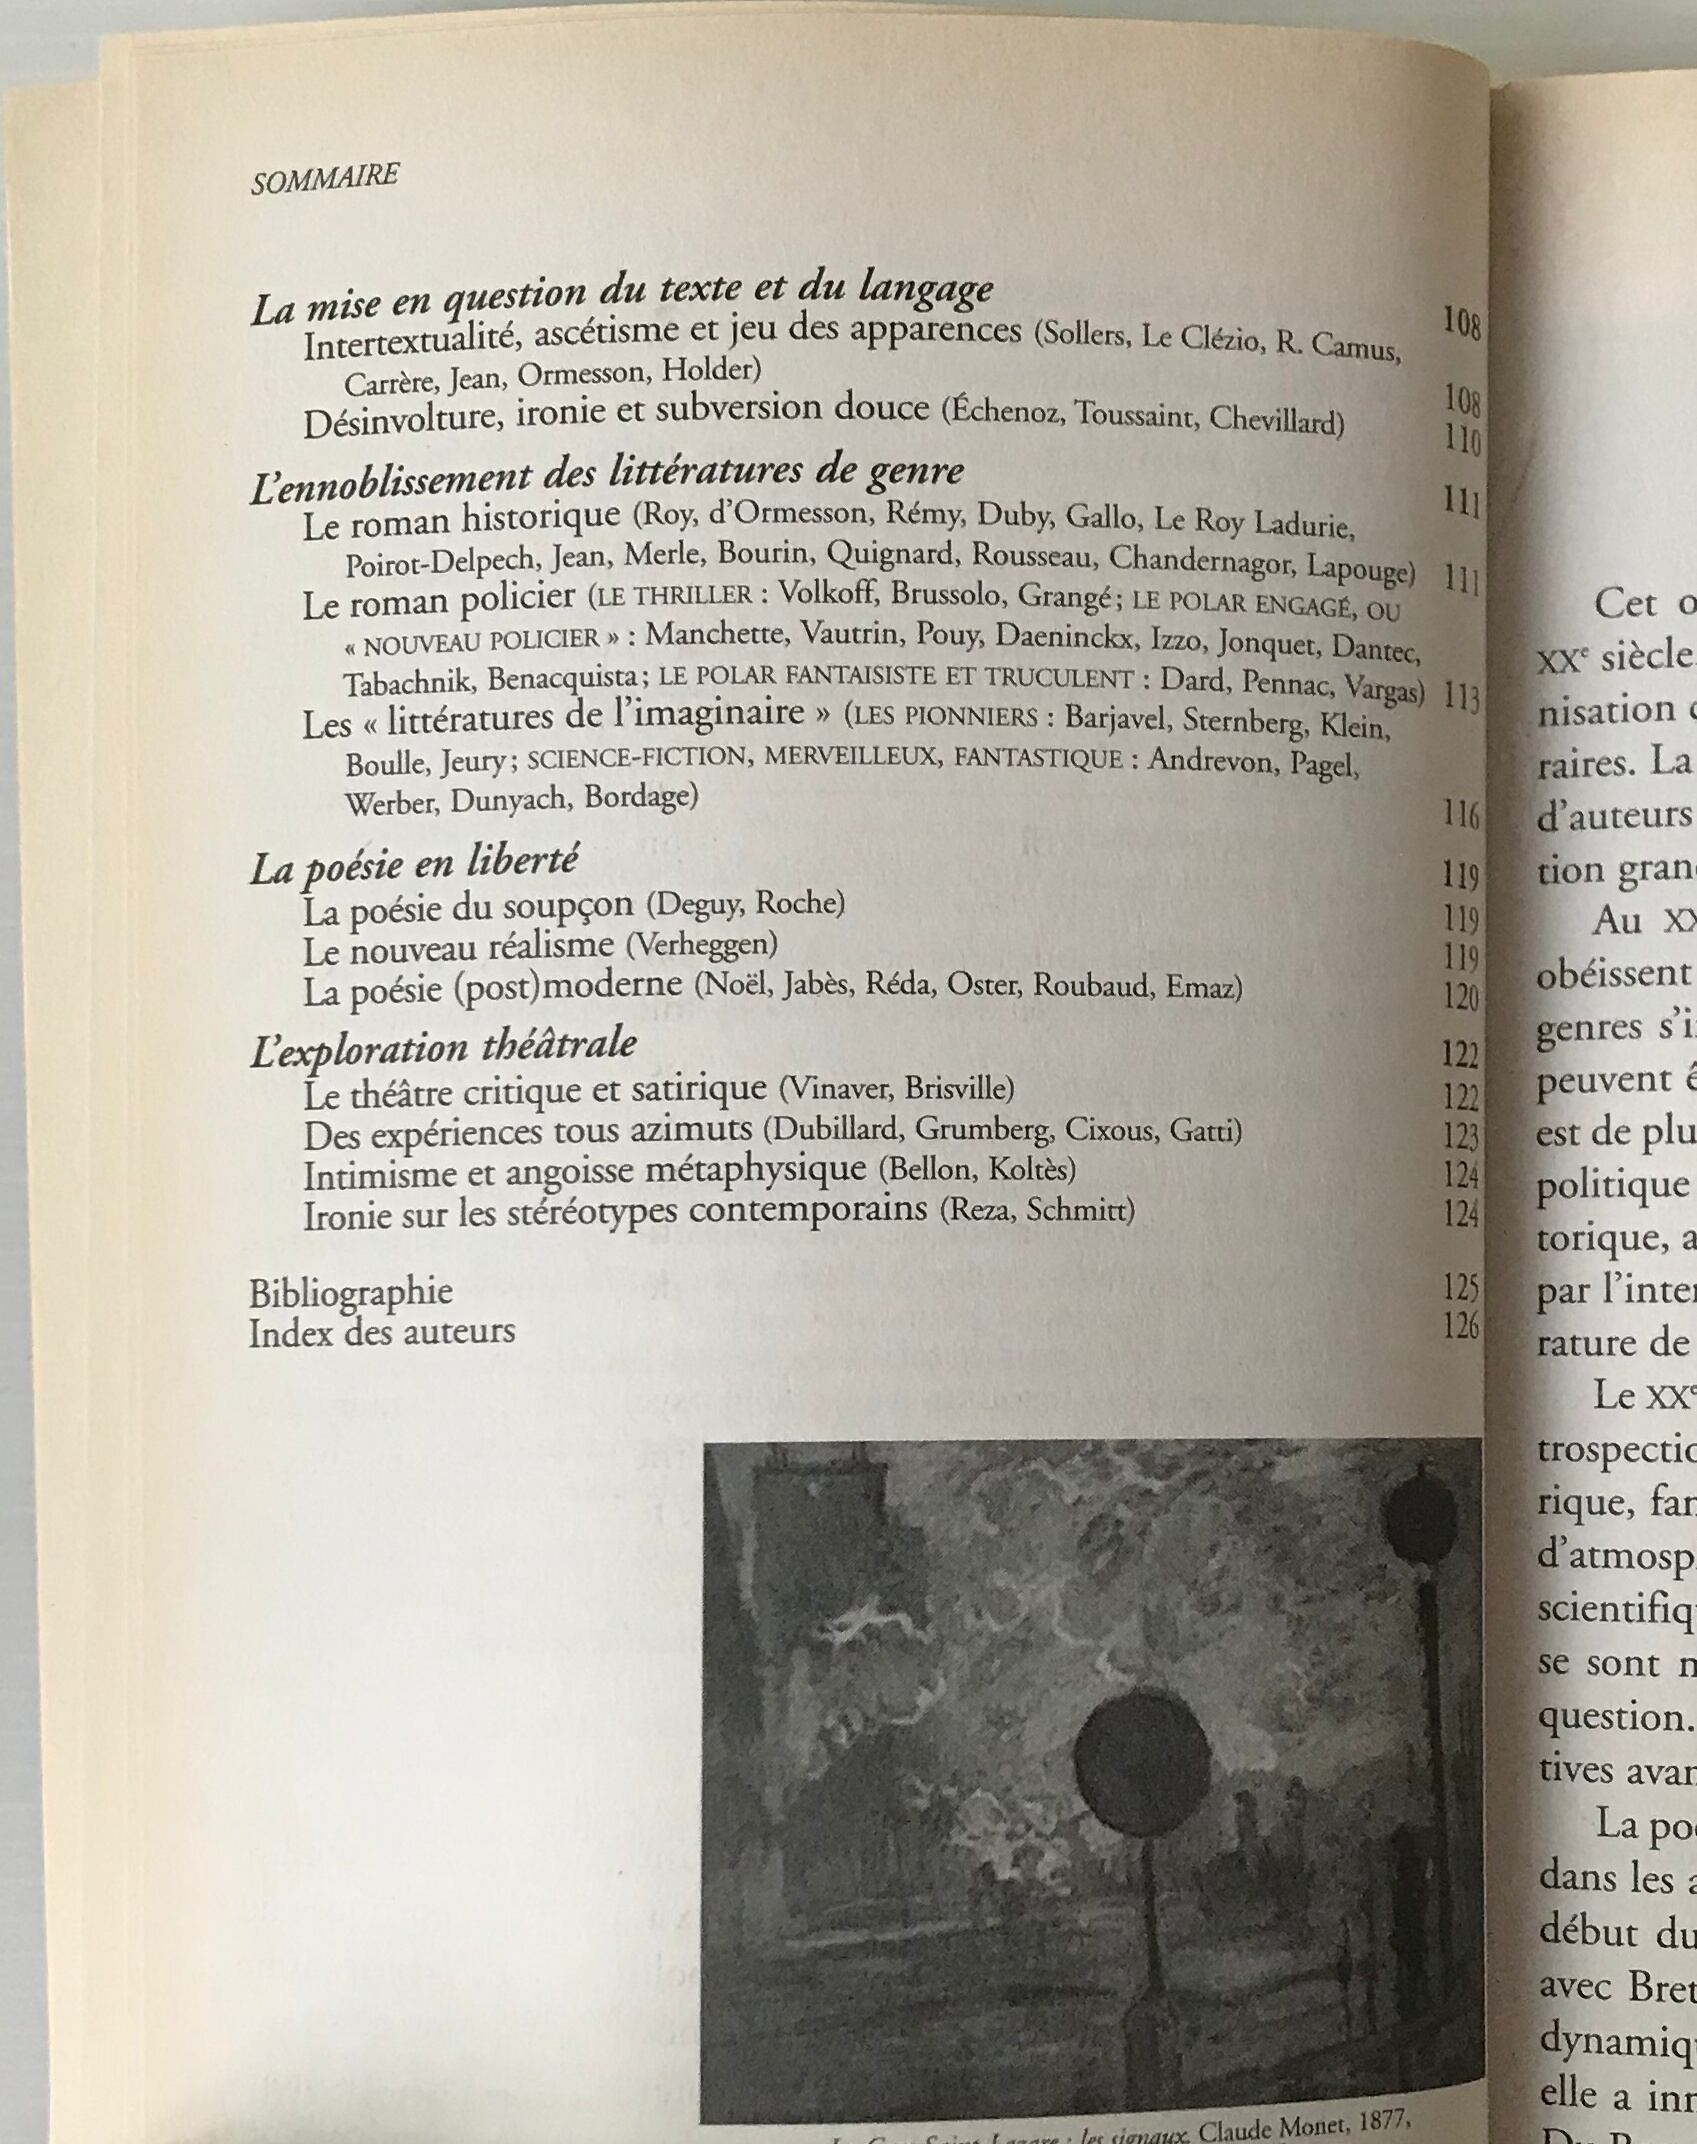 SOMMAIRE
La mise en question du texte et du langage 108
Intertextualité, ascétisme et jeu des apparences (Sollers, Le Clézio, R. Camus,
Carrère, Jean, Ormesson, Holder) 108
Désinvolture, ironie et subversion douce (Échenoz, Toussaint, Chevillard) 110
L'ennoblissement des littératures de genre 111
Le roman historique (Roy, d'Ormesson, Rémy, Duby, Gallo, Le Roy Ladurie,
Poirot-Delpech, Jean, Merle, Bourin, Quignard, Rousseau, Chandernagor, Lapouge) 111
Le roman policier (LE THRILLER : Volkoff, Brussolo, Grangé ; LE POLAR ENGAGÉ, OU
« NOUVEAU POLICIER » : Manchette, Vautrin, Pouy, Daeninckx, Izzo, Jonquet, Dantec,
Tabachnik, Benacquista ; LE POLAR FANTAISISTE ET TRUCULENT : Dard, Pennac, Vargas) 113
Les « littératures de l'imaginaire » (LES PIONNIERS : Barjavel, Sternberg, Klein,
Boulle, Jeury ; SCIENCE-FICTION, MERVEILLEUX, FANTASTIQUE : Andrevon, Pagel,
Werber, Dunyach, Bordage) 116
La poésie en liberté 119
La poésie du soupçon (Deguy, Roche) 119
Le nouveau réalisme (Verheggen) 119
La poésie (post)moderne (Noël, Jabès, Réda, Oster, Roubaud, Emaz) 120
L'exploration théâtrale 122
Le théâtre critique et satirique (Vinaver, Brisville) 122
Des expériences tous azimuts (Dubillard, Grumberg, Cixous, Gatti) 123
Intimisme et angoisse métaphysique (Bellon, Koltès) 124
Ironie sur les stéréotypes contemporains (Reza, Schmitt) 124
Bibliographie 125
Index des auteurs 126
les signaux, Claude Monet, 1877,
Cet o
XXe siècle
nisation
raires. La
d'auteurs
tion gran
Au XX
obéissent
genres s'i
peuvent ê
est de plu
politique
torique, a
par l'inter
rature de
Le XXe
trospectio
rique, fan
d'atmosp
scientifiq
se sont n
question.
tives avan
La po
dans les a
début du
avec Bret
dynamiq
elle a inn